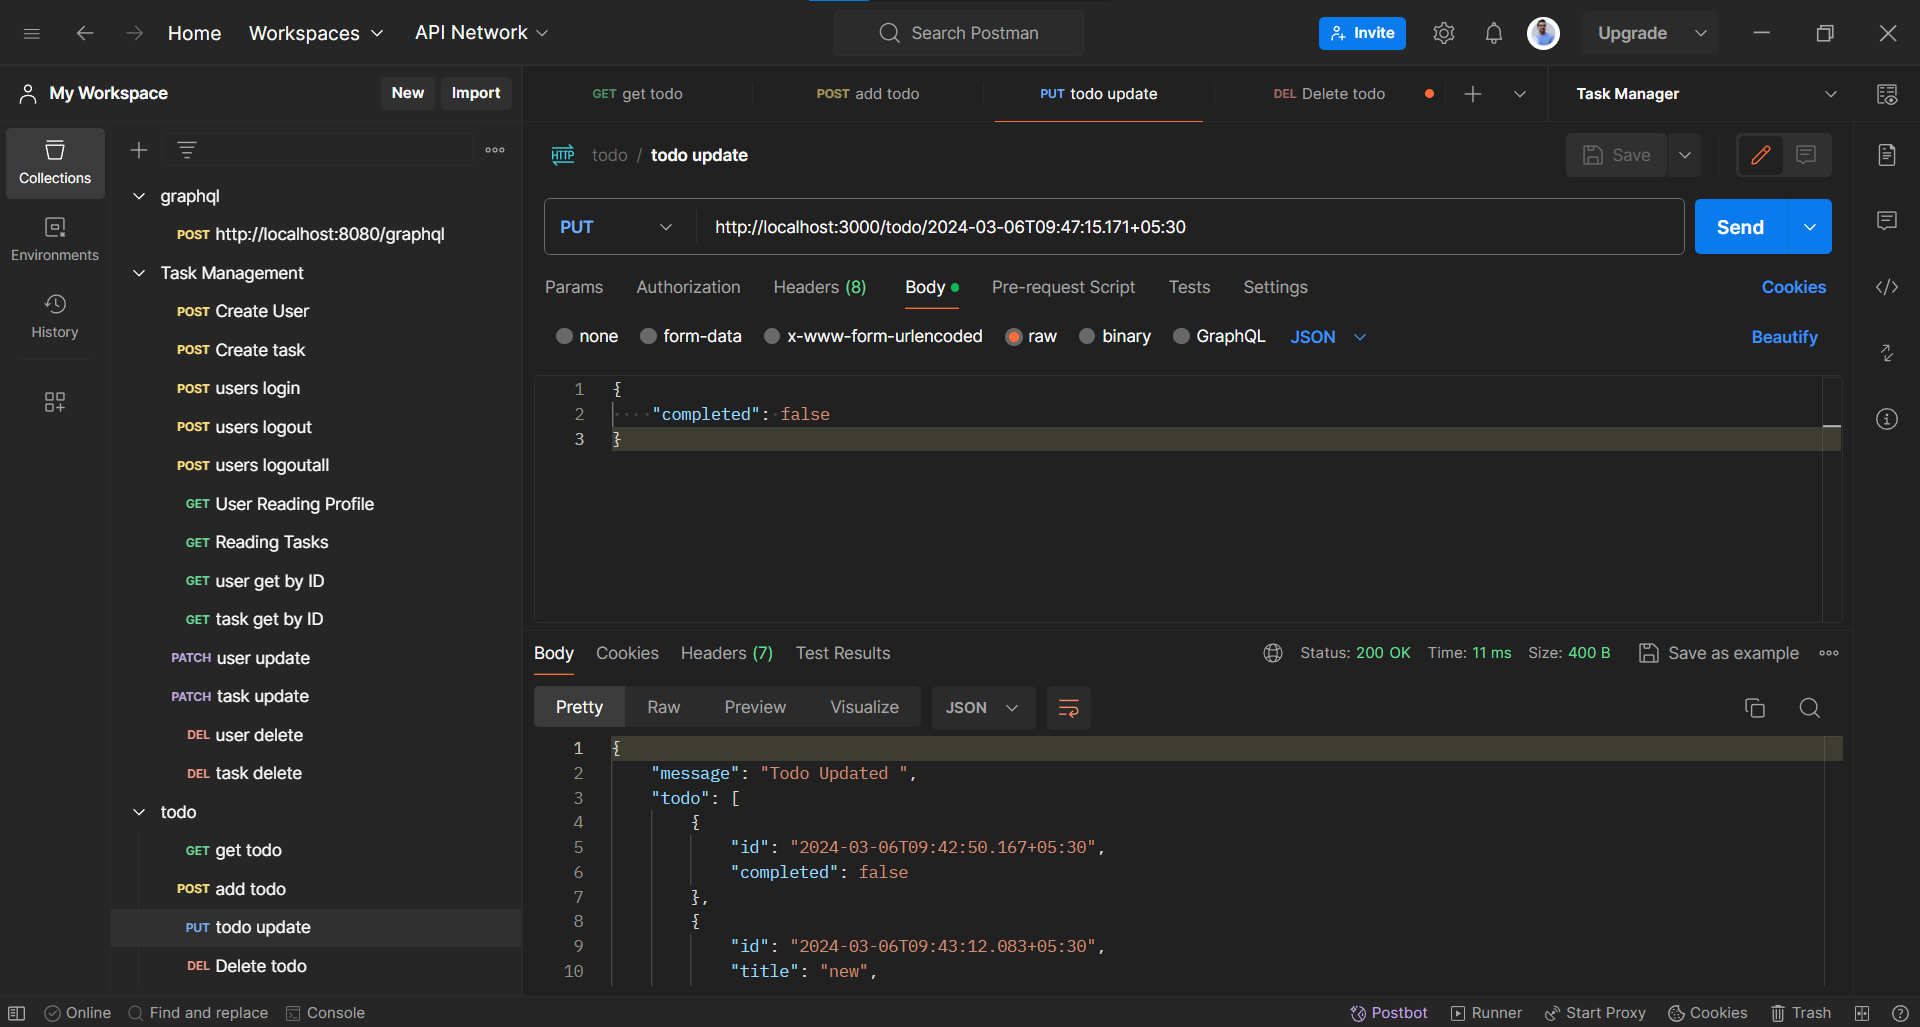 Home Workspaces API Network Search Postman Invite Upgrade
My Workspace New Import GET get todo POST add todo PUT todo update DEL Delete todo Task Manager
Collections
Environments
History
graphql
POST http://localhost:8080/graphql
Task Management
POST Create User
POST Create task
POST users login
POST users logout
POST users logoutall
GET User Reading Profile
GET Reading Tasks
GET user get by ID
GET task get by ID
PATCH user update
PATCH task update
DEL user delete
DEL task delete
todo
GET get todo
POST add todo
PUT todo update
DEL Delete todo
HTTP todo / todo update Save
PUT http://localhost:3000/todo/2024-03-06T09:47:15.171+05:30 Send
Params Authorization Headers (8) Body Pre-request Script Tests Settings Cookies
none form-data x-www-form-urlencoded raw binary GraphQL JSON Beautify
1 {
2 "completed": false
3 }
Body Cookies Headers (7) Test Results Status: 200 OK Time: 11 ms Size: 400 B Save as example
Pretty Raw Preview Visualize JSON
1 {
2 "message": "Todo Updated ",
3 "todo": [
4 {
5 "id": "2024-03-06T09:42:50.167+05:30",
6 "completed": false
7 },
8 {
9 "id": "2024-03-06T09:43:12.083+05:30",
10 "title": "new",
Online Find and replace Console Postbot Runner Start Proxy Cookies Trash